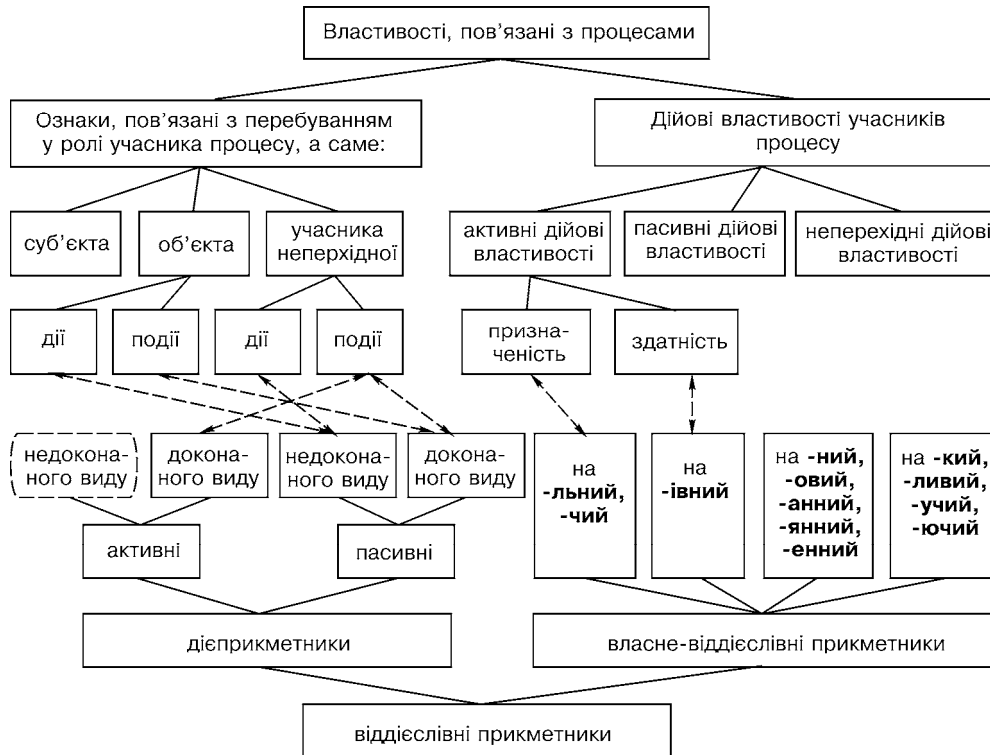 Властивості, пов’язані з процесами
Ознаки, пов’язані з перебуванням
у ролі учасника процесу, а саме:
Дійові властивості учасників
процесу
суб’єкта
об’єкта
учасника
неперхідної
активні дійові
властивості
пасивні дійові
властивості
неперехідні дійові
властивості
дії
події
дії
події
призна-
ченість
здатність
недокона-
ного виду
докона-
ного виду
недокона-
ного виду
докона-
ного виду
на
-льний,
-чий
на
-івний
на -ний,
-овий,
-анний,
-янний,
-енний
на -кий,
-ливий,
-учий,
-ючий
активні
пасивні
дієприкметники
власне-віддієслівні прикметники
віддієслівні прикметники